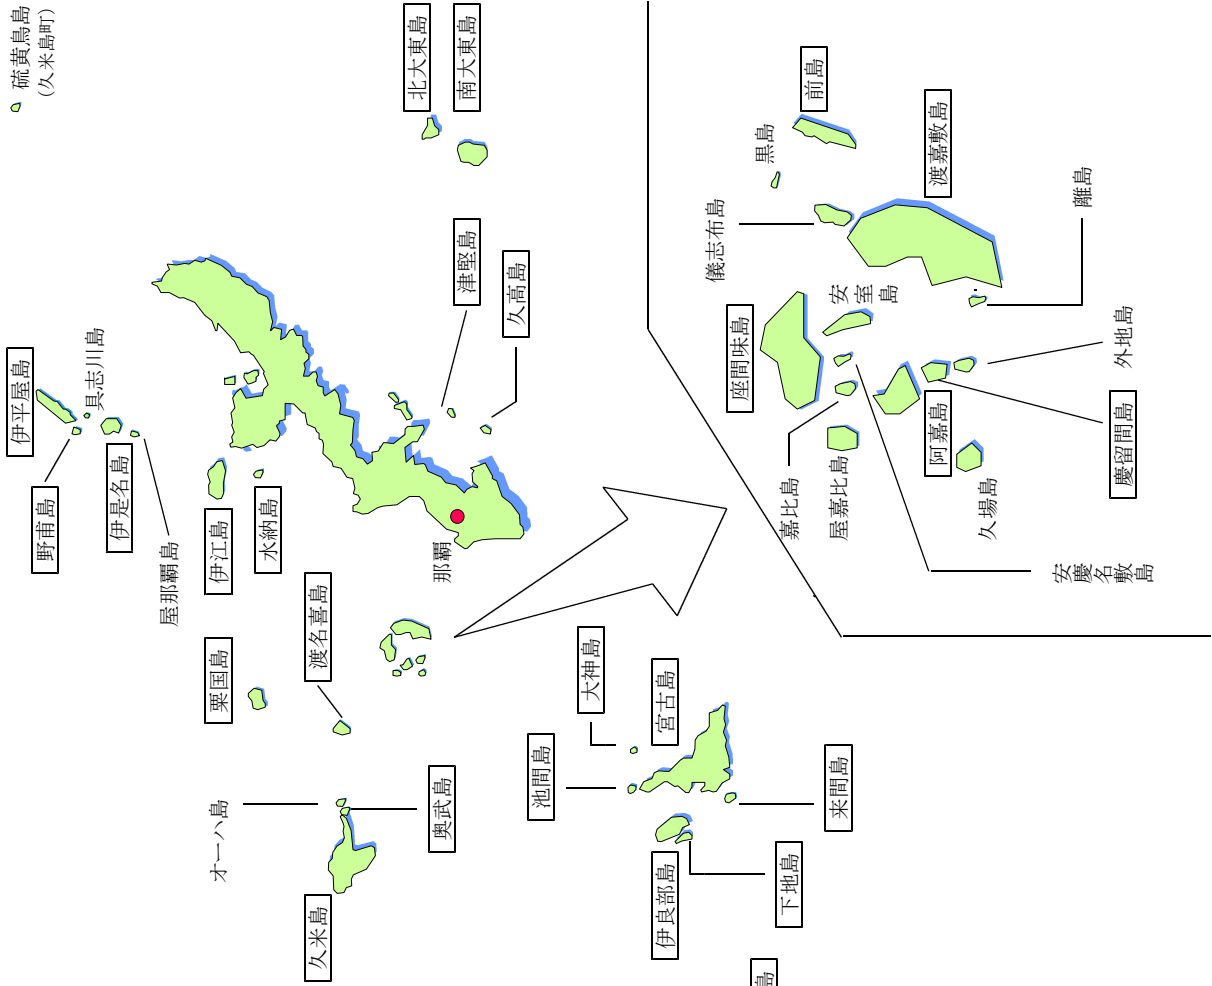 硫黄鳥島
(久米島町)
北大東島
南大東島
伊平屋島
具志川島
野甫島
伊是名島
屋那覇島
伊江島
水納島
津堅島
久高島
那覇
粟国島
渡名喜島
オーハ島
奥武島
久米島
前島
黒島
渡嘉敷島
儀志布島
離島
座間味島
安室島
外地島
慶留間島
阿嘉島
嘉比島
屋嘉比島
久場島
安慶名敷島
大神島
宮古島
池間島
来間島
伊良部島
下地島
島